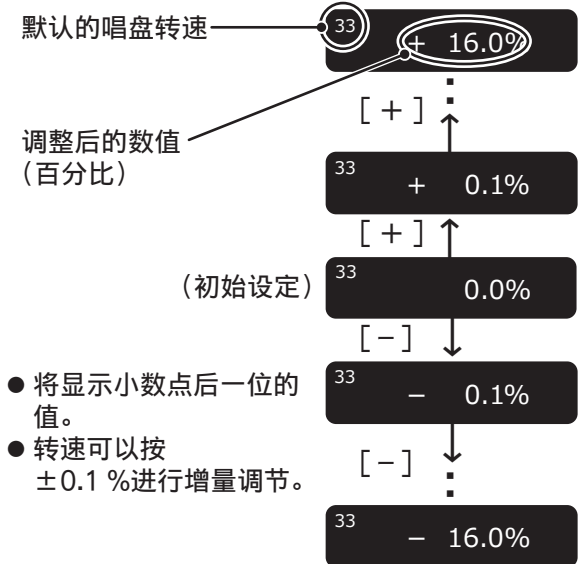 默认的唱盘转速
33
+ 16.0%
[+]
调整后的数值
（百分比）
33
+ 0.1%
[+]
（初始设定）
33
0.0%
[−]
33
− 0.1%
● 将显示小数点后一位的
值。
● 转速可以按
±0.1 %进行增量调节。
[−]
33
− 16.0%